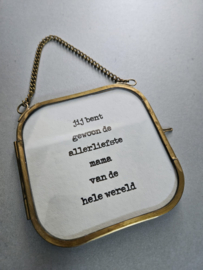 jij bent
gewoon de
allerliefste
mama
van de
hele wereld